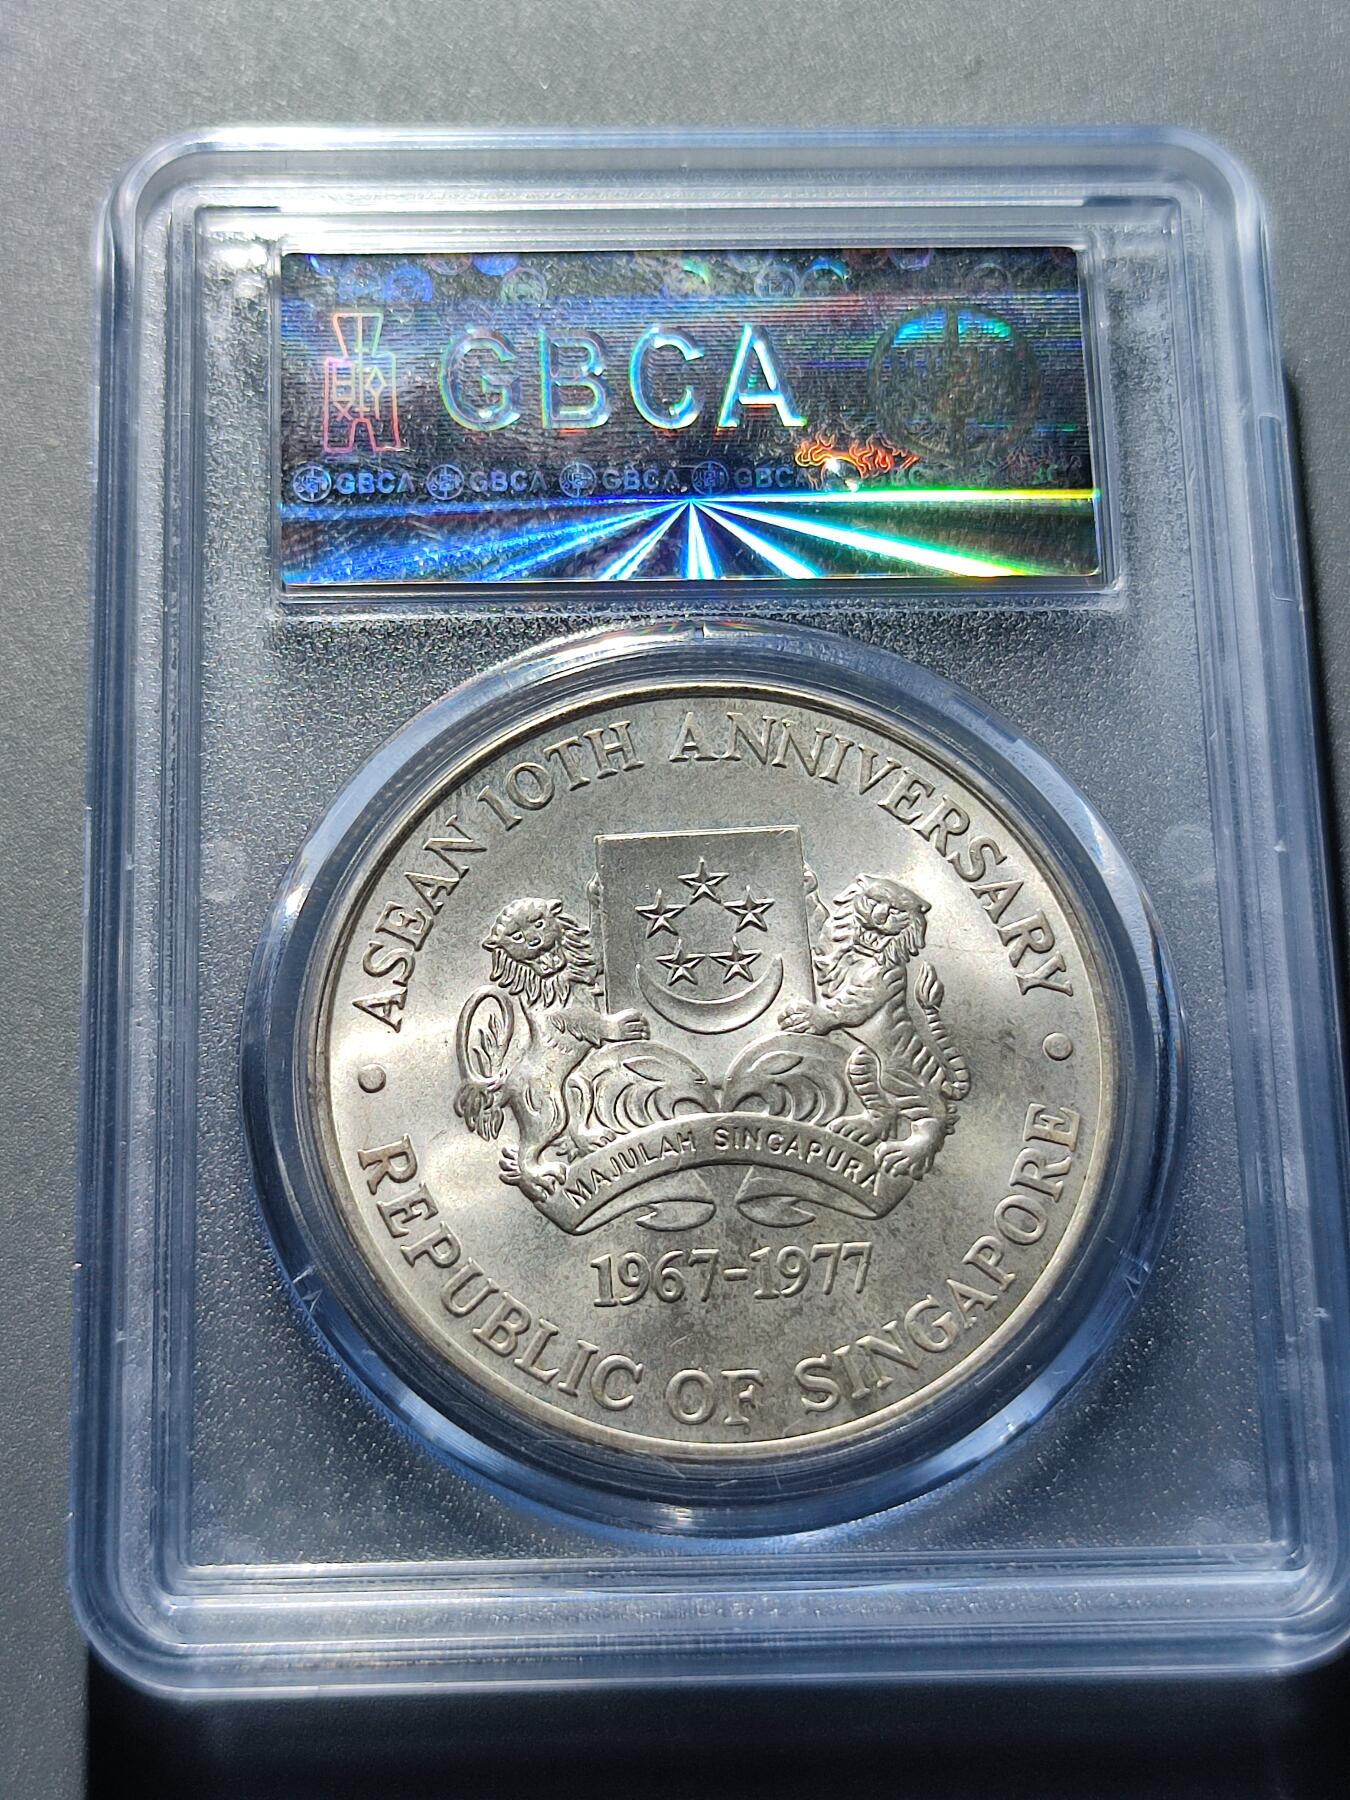 GBCA
GBCA GBCA GBCA GBCA
ASEAN 10TH ANNIVERSARY
MAJULAH SINGAPURA
1967-1977
• REPUBLIC OF SINGAPORE •